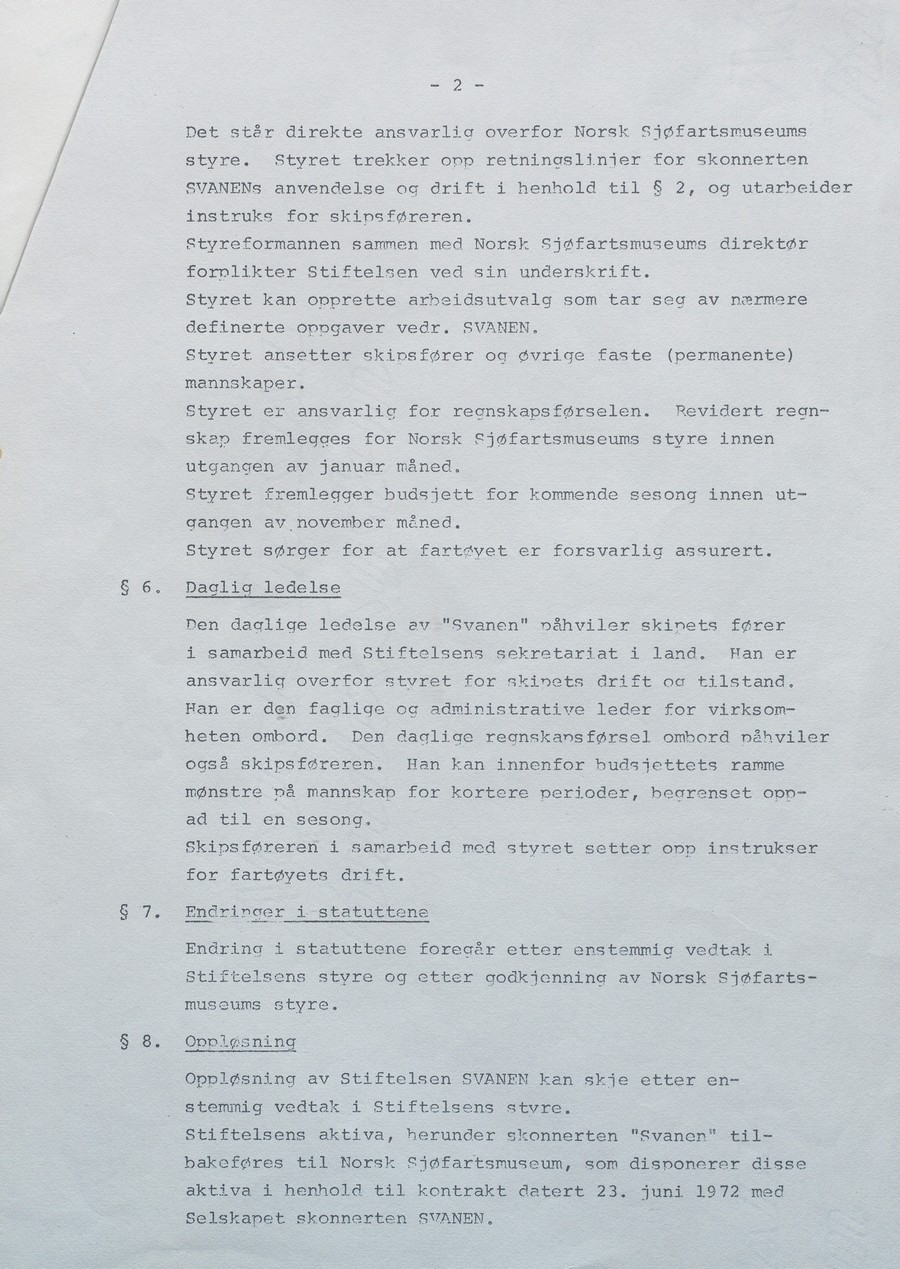 - 2 -
Det står direkte ansvarlig overfor Norsk Sjøfartsmuseums
styre. Styret trekker opp retningslinjer for skonnerten
SVANENs anvendelse og drift i henhold til § 2, og utarbeider
instruks for skipsføreren.
Styreformannen sammen med Norsk Sjøfartsmuseums direktør
forplikter Stiftelsen ved sin underskrift.
Styret kan opprette arbeidsutvalg som tar seg av nærmere
definerte oppgaver vedr. SVANEN.
Styret ansetter skipsfører og øvrige faste (permanente)
mannskaper.
Styret er ansvarlig for regnskapsførselen. Revidert regn-
skap fremlegges for Norsk Sjøfartsmuseums styre innen
utgangen av januar måned.
Styret fremlegger budsjett for kommende sesong innen ut-
gangen av november måned.
Styret sørger for at fartøyet er forsvarlig assurert.
§ 6. Daglig ledelse
Den daglige ledelse av "Svanen" påhviler skipets fører
i samarbeid med Stiftelsens sekretariat i land. Han er
ansvarlig overfor styret for skipets drift og tilstand.
Han er den faglige og administrative leder for virksom-
heten ombord. Den daglige regnskapsførsel ombord påhviler
også skipsføreren. Han kan innenfor budsjettets ramme
mønstre på mannskap for kortere perioder, begrenset opp-
ad til en sesong.
Skipsføreren i samarbeid med styret setter opp instrukser
for fartøyets drift.
§ 7. Endringer i statuttene
Endring i statuttene foregår etter enstemmig vedtak i
Stiftelsens styre og etter godkjenning av Norsk Sjøfarts-
museums styre.
§ 8. Oppløsning
Oppløsning av Stiftelsen SVANEN kan skje etter en-
stemmig vedtak i Stiftelsens styre.
Stiftelsens aktiva, herunder skonnerten "Svanen" til-
bakeføres til Norsk Sjøfartsmuseum, som disponerer disse
aktiva i henhold til kontrakt datert 23. juni 1972 med
Selskapet skonnerten SVANEN.